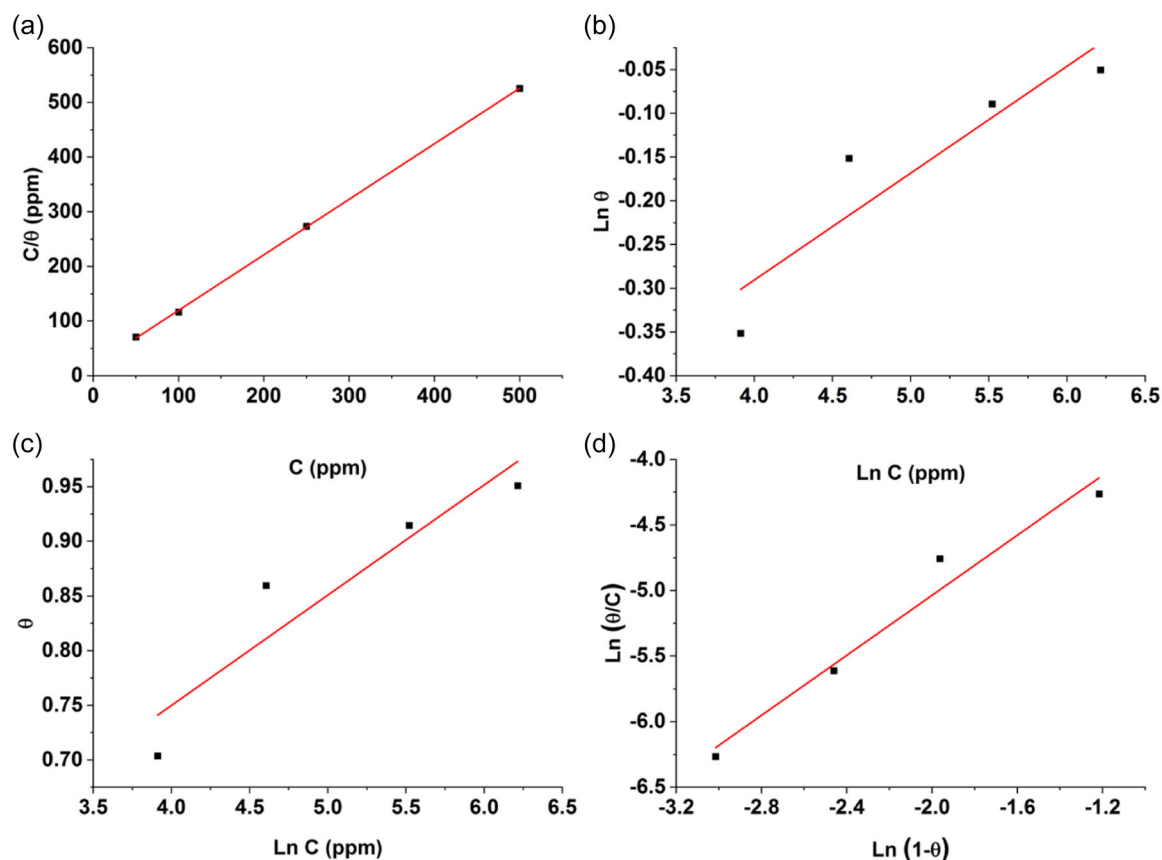 (a)
600
500
400
300
200
100
0
C/θ (ppm)
0 100 200 300 400 500
C (ppm)
(b)
-0.05
-0.10
-0.15
-0.20
-0.25
-0.30
-0.35
-0.40
Ln θ
3.5 4.0 4.5 5.0 5.5 6.0 6.5
Ln C (ppm)
(c)
0.95
0.90
0.85
0.80
0.75
0.70
θ
3.5 4.0 4.5 5.0 5.5 6.0 6.5
Ln C (ppm)
(d)
-4.0
-4.5
-5.0
-5.5
-6.0
-6.5
Ln (θ/C)
-3.2 -2.8 -2.4 -2.0 -1.6 -1.2
Ln (1-θ)